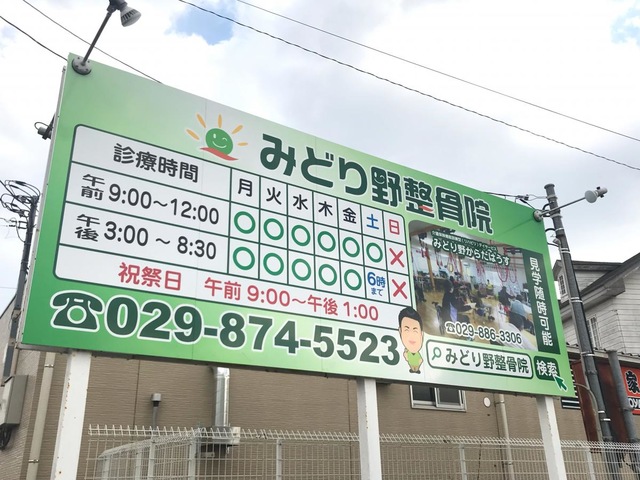 みどり野整骨院
診療時間 月 火 水 木 金 土 日
午前 9:00～12:00 〇 〇 〇 〇 〇 〇 ×
午後 3:00～8:30 〇 〇 〇 〇 〇 6時まで ×
祝祭日 午前 9:00～午後 1:00
☎029-874-5523
みどり野からだはうす
☎029-886-3306
見学随時可能
みどり野整骨院 検索
家